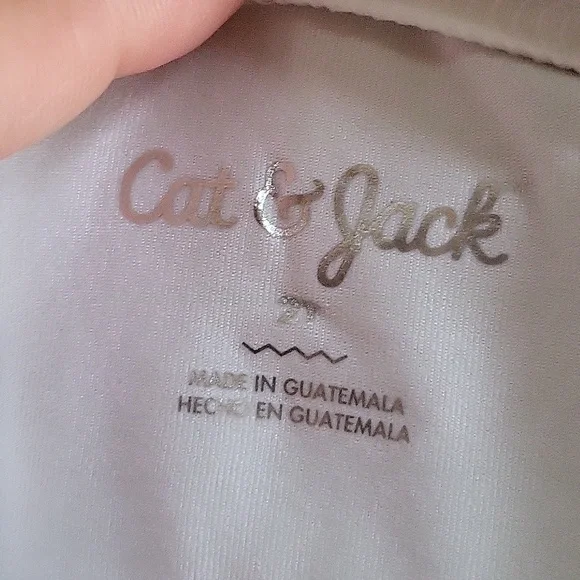 Cat & Jack
2T
MADE IN GUATEMALA
HECHO EN GUATEMALA